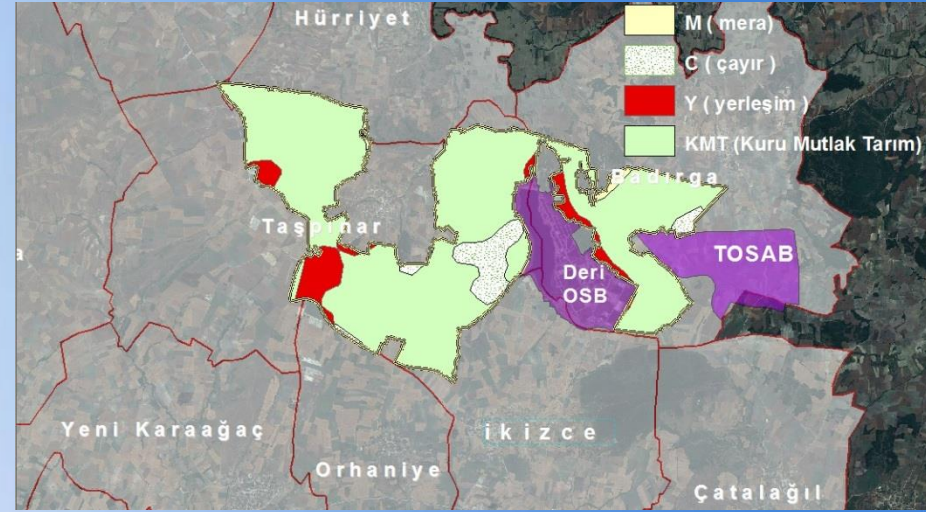 Hürriyet
M ( mera)
C ( çayır )
Y ( yerleşim )
KMT (Kuru Mutlak Tarım)
Badırga
Taşpınar
a
TOSAB
Deri
OSB
Yeni Karaağaç
ikizce
Orhaniye
Çatalağıl